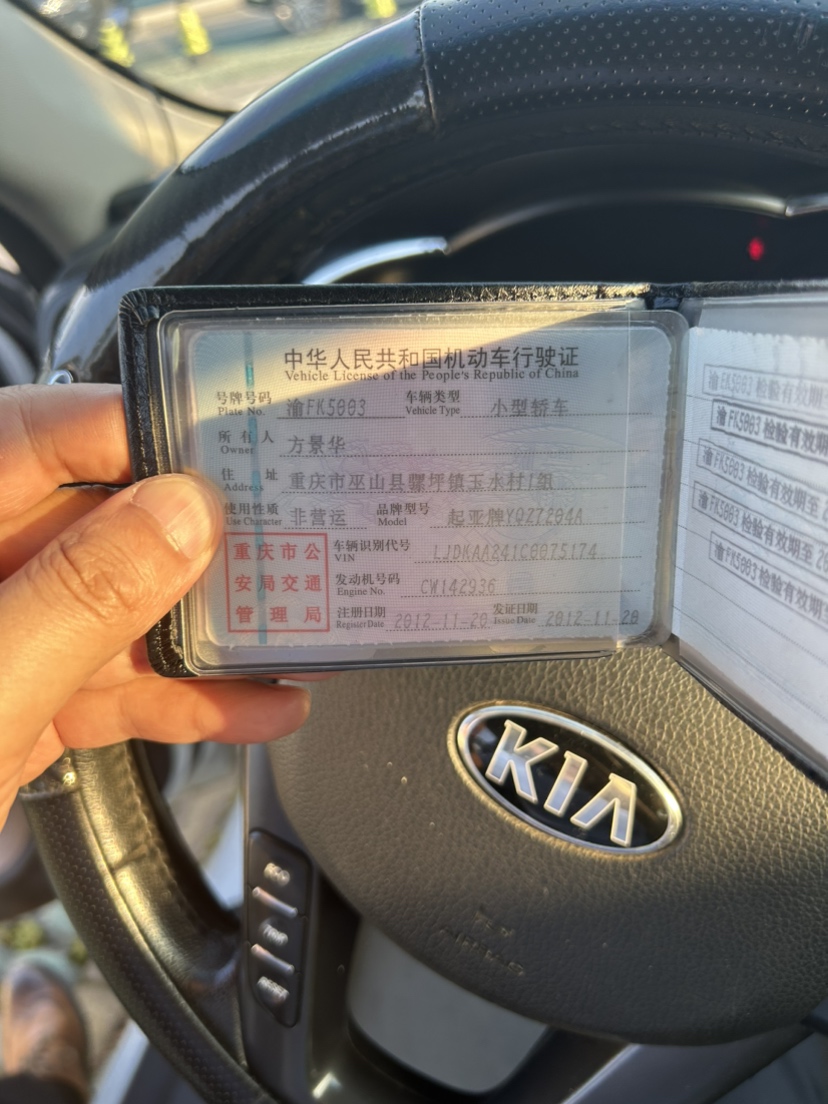 中华人民共和国机动车行驶证
Vehicle License of the People's Republic of China
号牌号码 渝FK5003 车辆类型 小型轿车
Plate No. Vehicle Type
所有人 方景华
Owner
住址 重庆市巫山县骡坪镇玉水村1组
Address
使用性质 非营运 品牌型号 起亚牌YQZ7204A
Use Character Model
重庆市公
安局交通
管理局
车辆识别代号 LJDKAA241C0075174
VIN
发动机号码 CW142936
Engine No.
注册日期 2012-11-20 发证日期 2012-11-20
Register Date Issue Date
渝FK5003 检验有效期
渝FK5003 检验有效期
渝FK5003 检验有效期至
渝FK5003 检验有效期至
渝FK5003 检验有效期至
KIA
AIRBAG
RESET